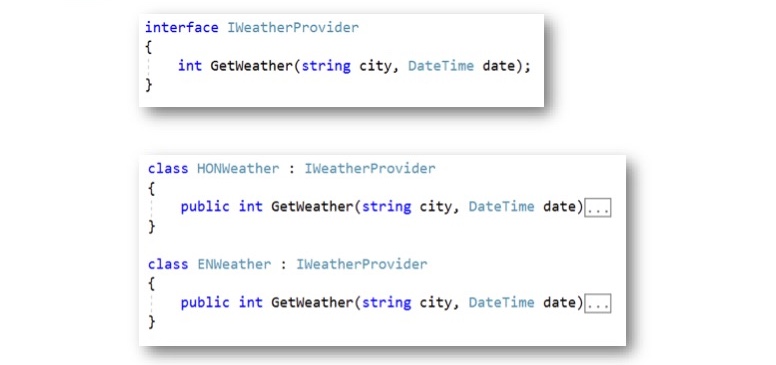 interface IWeatherProvider
{
int GetWeather(string city, DateTime date);
}
class HONWeather : IWeatherProvider
{
public int GetWeather(string city, DateTime date)...
}
class ENWeather : IWeatherProvider
{
public int GetWeather(string city, DateTime date)...
}